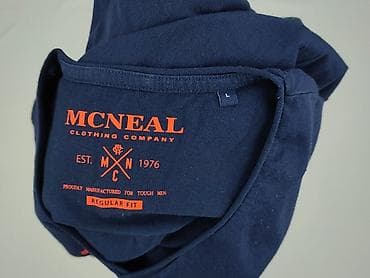 MCNEAL
CLOTHING COMPANY
EST. 1976
M N
C
PROUDLY MANUFACTURED FOR TOUGH MEN
REGULAR FIT
L